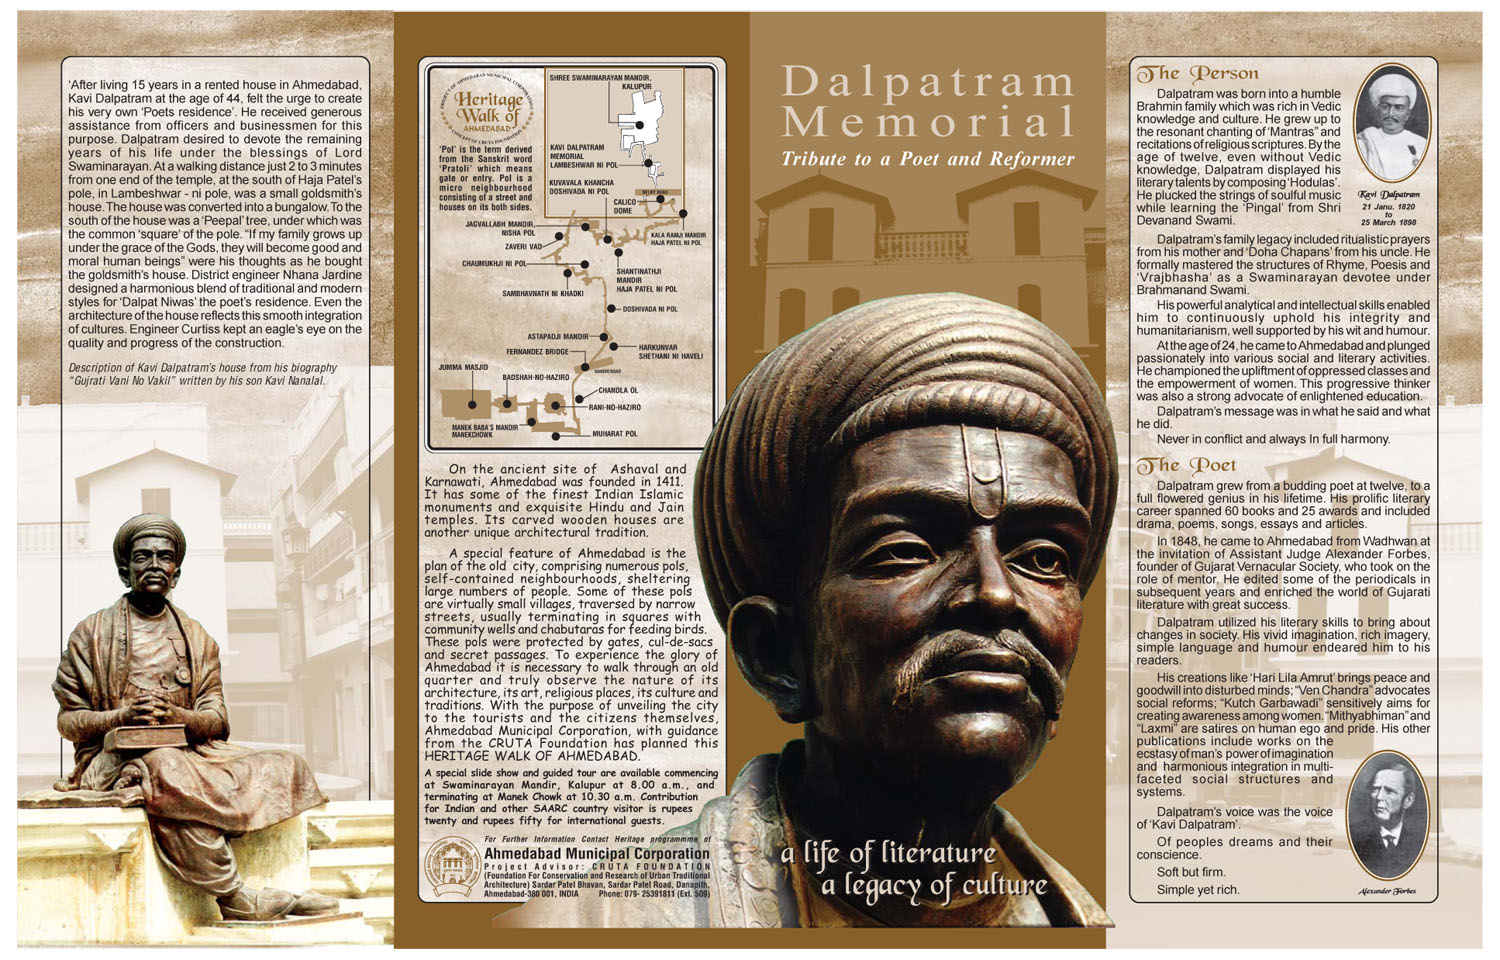 ‘After living 15 years in a rented house in Ahmedabad,
Kavi Dalpatram at the age of 44, felt the urge to create
his very own ‘Poets residence’. He received generous
assistance from officers and businessmen for this
purpose. Dalpatram desired to devote the remaining
years of his life under the blessings of Lord
Swaminarayan. At a walking distance just 2 to 3 minutes
from one end of the temple, at the south of Haja Patel’s
pole, in Lambeshwar - ni pole, was a small goldsmith’s
house. The house was converted into a bungalow. To the
south of the house was a ‘Peepal’ tree, under which was
the common ‘square’ of the pole. “If my family grows up
under the grace of the Gods, they will become good and
moral human beings” were his thoughts as he bought
the goldsmith’s house. District engineer Nhana Jardine
designed a harmonious blend of traditional and modern
styles for ‘Dalpat Niwas’ the poet’s residence. Even the
architecture of the house reflects this smooth integration
of cultures. Engineer Curtiss kept an eagle’s eye on the
quality and progress of the construction.
Description of Kavi Dalpatram’s house from his biography
“Gujrati Vani No Vakil” written by his son Kavi Nanalal.
PROJECT OF AHMEDABAD MUNICIPAL CORPORATION
Heritage
Walk of
AHMEDABAD
CONCEPT OF CRUTA FOUNDATION
‘Pol’ is the term derived
from the Sanskrit word
‘Pratoli’ which means
gate or entry. Pol is a
micro neighbourhood
consisting of a street and
houses on its both sides.
SHREE SWAMINARAYAN MANDIR,
KALUPUR
KAVI DALPATRAM
MEMORIAL
LAMBESHWAR NI POL
KUVAVALA KHANCHA
DOSHIVADA NI POL
RELIEF ROAD
CALICO
DOME
JAGVALLABH MANDIR,
NISHA POL
ZAVERI VAD
KALA RAMJI MANDIR
HAJA PATEL NI POL
CHAUMUKHJI NI POL
SHANTINATHJI
MANDIR
HAJA PATEL NI POL
SAMBHAVNATH NI KHADKI
DOSHIVADA NI POL
ASTAPADJI MANDIR
HARKUNVAR
SHETHANI NI HAVELI
FERNANDEZ BRIDGE
GANDHI ROAD
JUMMA MASJID
BADSHAH-NO-HAZIRO
CHANDLA OL
RANI-NO-HAZIRO
MANEK BABA'S MANDIR
MANEKCHOWK
MUHARAT POL
On the ancient site of Ashaval and
Karnawati, Ahmedabad was founded in 1411.
It has some of the finest Indian Islamic
monuments and exquisite Hindu and Jain
temples. Its carved wooden houses are
another unique architectural tradition.
A special feature of Ahmedabad is the
plan of the old city, comprising numerous pols,
self-contained neighbourhoods, sheltering
large numbers of people. Some of these pols
are virtually small villages, traversed by narrow
streets, usually terminating in squares with
community wells and chabutaras for feeding birds.
These pols were protected by gates, cul-de-sacs
and secret passages. To experience the glory of
Ahmedabad it is necessary to walk through an old
quarter and truly observe the nature of its
architecture, its art, religious places, its culture and
traditions. With the purpose of unveiling the city
to the tourists and the citizens themselves,
Ahmedabad Municipal Corporation, with guidance
from the CRUTA Foundation has planned this
HERITAGE WALK OF AHMEDABAD.
A special slide show and guided tour are available commencing
at Swaminarayan Mandir, Kalupur at 8.00 a.m., and
terminating at Manek Chowk at 10.30 a.m. Contribution
for Indian and other SAARC country visitor is rupees
twenty and rupees fifty for international guests.
For Further Information Contact Heritage programmme of
Ahmedabad Municipal Corporation
Project Advisor: CRUTA FOUNDATION
(Foundation For Conservation and Research of Urban Traditional
Architecture) Sardar Patel Bhavan, Sardar Patel Road, Danapith,
Ahmedabad-380 001, INDIA Phone: 079- 25391811 (Ext. 509)
Dalpatram
Memorial
Tribute to a Poet and Reformer
a life of literature
a legacy of culture
The Person
Dalpatram was born into a humble
Brahmin family which was rich in Vedic
knowledge and culture. He grew up to
the resonant chanting of ‘Mantras” and
recitations of religious scriptures. By the
age of twelve, even without Vedic
knowledge, Dalpatram displayed his
literary talents by composing ‘Hodulas’.
He plucked the strings of soulful music
while learning the ‘Pingal’ from Shri
Devanand Swami.
Kavi Dalpatram
21 Janu. 1820
to
25 March 1898
Dalpatram’s family legacy included ritualistic prayers
from his mother and ‘Doha Chapans’ from his uncle. He
formally mastered the structures of Rhyme, Poesis and
‘Vrajbhasha’ as a Swaminarayan devotee under
Brahmanand Swami.
His powerful analytical and intellectual skills enabled
him to continuously uphold his integrity and
humanitarianism, well supported by his wit and humour.
At the age of 24, he came to Ahmedabad and plunged
passionately into various social and literary activities.
He championed the upliftment of oppressed classes and
the empowerment of women. This progressive thinker
was also a strong advocate of enlightened education.
Dalpatram’s message was in what he said and what
he did.
Never in conflict and always In full harmony.
The Poet
Dalpatram grew from a budding poet at twelve, to a
full flowered genius in his lifetime. His prolific literary
career spanned 60 books and 25 awards and included
drama, poems, songs, essays and articles.
In 1848, he came to Ahmedabad from Wadhwan at
the invitation of Assistant Judge Alexander Forbes,
founder of Gujarat Vernacular Society, who took on the
role of mentor. He edited some of the periodicals in
subsequent years and enriched the world of Gujarati
literature with great success.
Dalpatram utilized his literary skills to bring about
changes in society. His vivid imagination, rich imagery,
simple language and humour endeared him to his
readers.
His creations like ‘Hari Lila Amrut’ brings peace and
goodwill into disturbed minds; “Ven Chandra” advocates
social reforms; “Kutch Garbawadi” sensitively aims for
creating awareness among women. “Mithyabhiman” and
“Laxmi” are satires on human ego and pride. His other
publications include works on the
ecstasy of man’s power of imagination
and harmonious integration in multi-
faceted social structures and
systems.
Dalpatram’s voice was the voice
of ‘Kavi Dalpatram’.
Of peoples dreams and their
conscience.
Soft but firm.
Simple yet rich.
Alexander Forbes